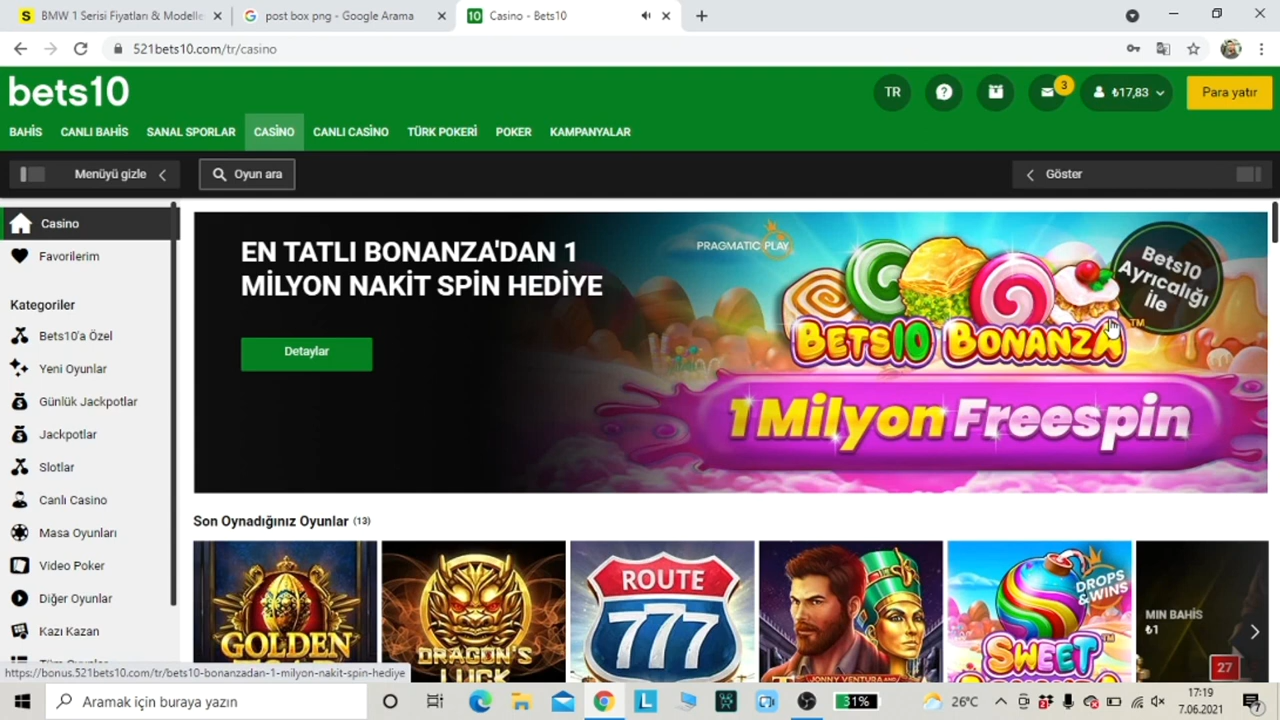 BMW 1 Serisi Fiyatları & Modelle
post box png - Google Arama
10
Casino - Bets10
521bets10.com/tr/casino
bets10
TR
3
₺17,83
Para yatır
BAHİS
CANLI BAHİS
SANAL SPORLAR
CASİNO
CANLI CASİNO
TÜRK POKERİ
POKER
KAMPANYALAR
Menüyü gizle
Oyun ara
Göster
Casino
Favorilerim
Kategoriler
Bets10'a Özel
Yeni Oyunlar
Günlük Jackpotlar
Jackpotlar
Slotlar
Canlı Casino
Masa Oyunları
Video Poker
Diğer Oyunlar
Kazı Kazan
EN TATLI BONANZA'DAN 1
MİLYON NAKİT SPİN HEDİYE
Detaylar
PRAGMATIC PLAY
Bets10
Ayrıcalığı
ile
BETS10 BONANZA™
1 Milyon Freespin
Son Oynadığınız Oyunlar (13)
GOLDEN
DRAGON'S
LUCK
ROUTE
777
JONNY VENTURA AND
DROPS
& WINS
SWEET™
MIN BAHİS
₺1
27
https://bonus.521bets10.com/tr/bets10-bonanzadan-1-milyon-nakit-spin-hediye
Aramak için buraya yazın
L
31%
26°C
17:19
7.06.2021
7